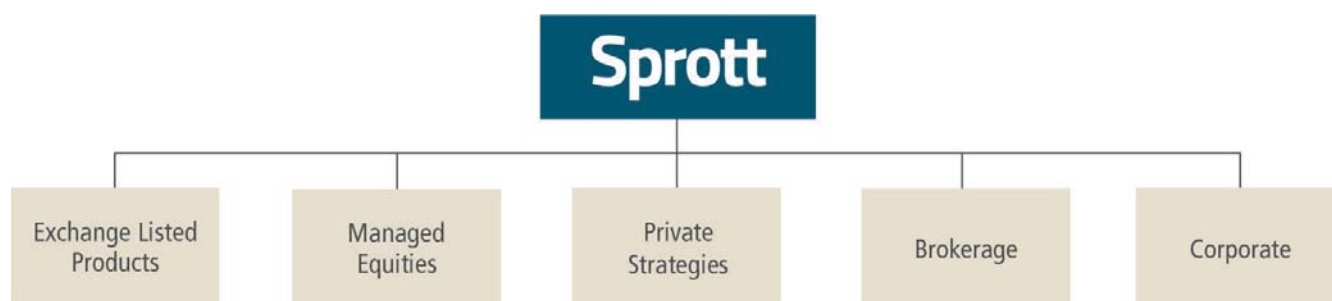 Sprott
Exchange Listed
Products
Managed
Equities
Private
Strategies
Brokerage
Corporate